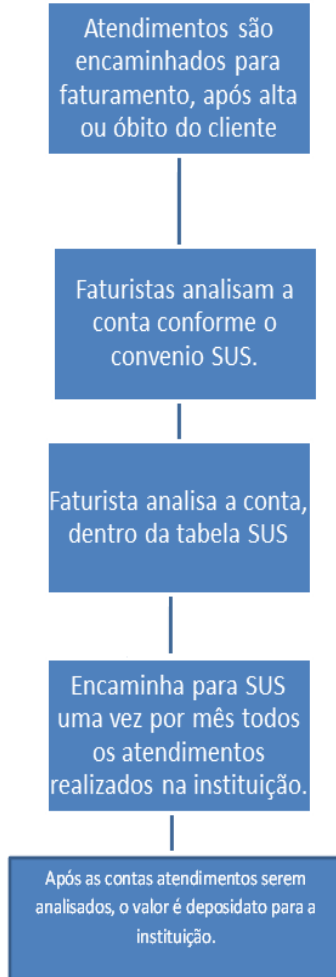 Atendimentos são
encaminhados para
faturamento, após alta
ou óbito do cliente
Faturistas analisam a
conta conforme o
convenio SUS.
Faturista analisa a conta,
dentro da tabela SUS
Encaminha para SUS
uma vez por mês todos
os atendimentos
realizados na instituição.
Após as contas atendimentos serem
analisados, o valor é deposidato para a
instituição.